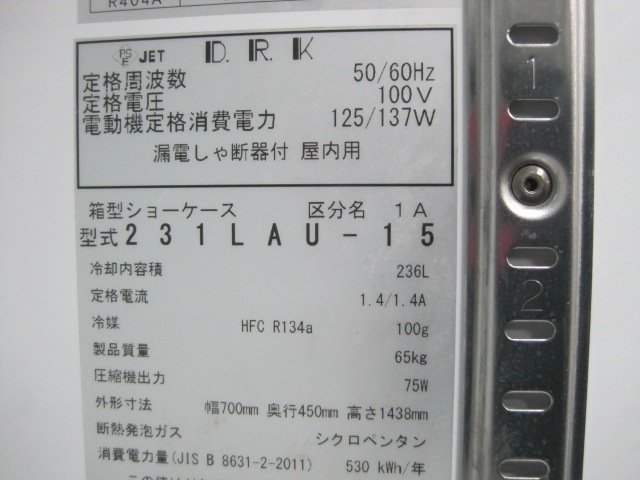 R404A
PS E JET D.R.K
定格周波数 50/60Hz
定格電圧 100V
電動機定格消費電力 125/137W
漏電しゃ断器付 屋内用
箱型ショーケース 区分名 1A
型式 231LAU-15
冷却内容積 236L
定格電流 1.4/1.4A
冷媒 HFC R134a 100g
製品質量 65kg
圧縮機出力 75W
外形寸法 幅700mm 奥行450mm 高さ1438mm
断熱発泡ガス シクロペンタン
消費電力量(JIS B 8631-2-2011) 530 kWh/年
1
2